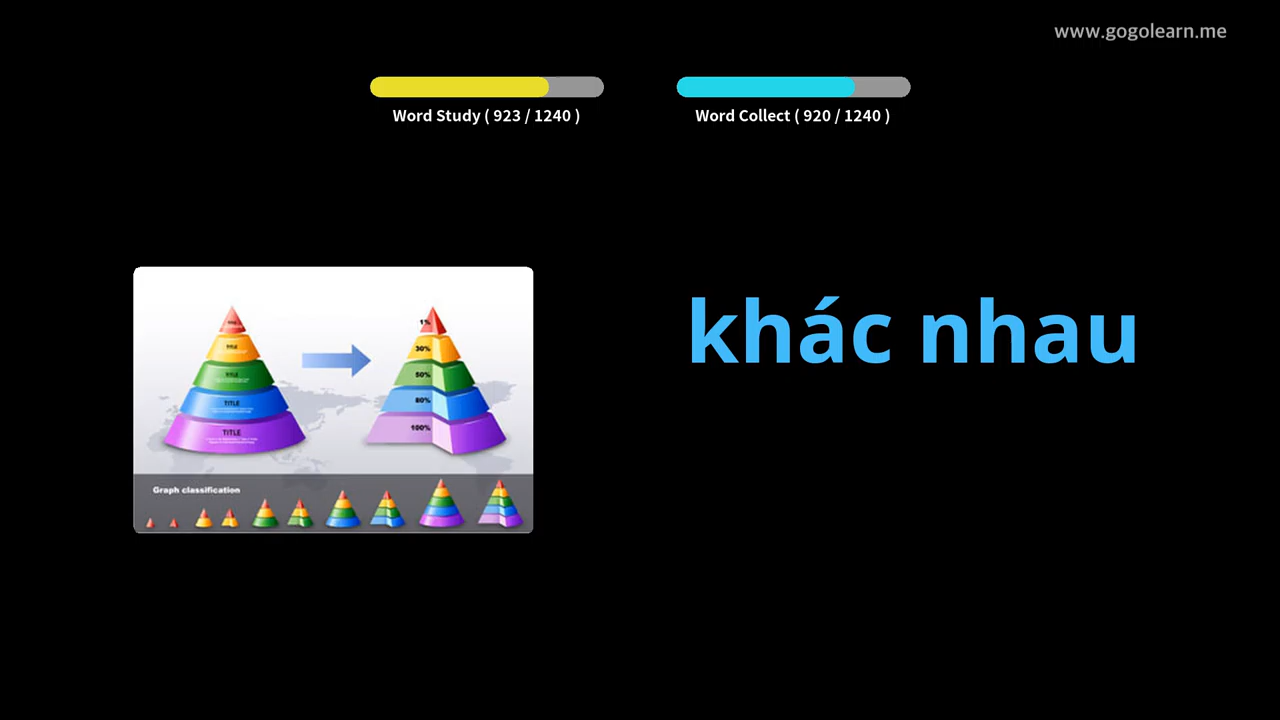 www.gogolearn.me
Word Study ( 923 / 1240 )
Word Collect ( 920 / 1240 )
khác nhau
TITLE
TITLE
TITLE
TITLE
1%
30%
50%
80%
100%
Graph classification